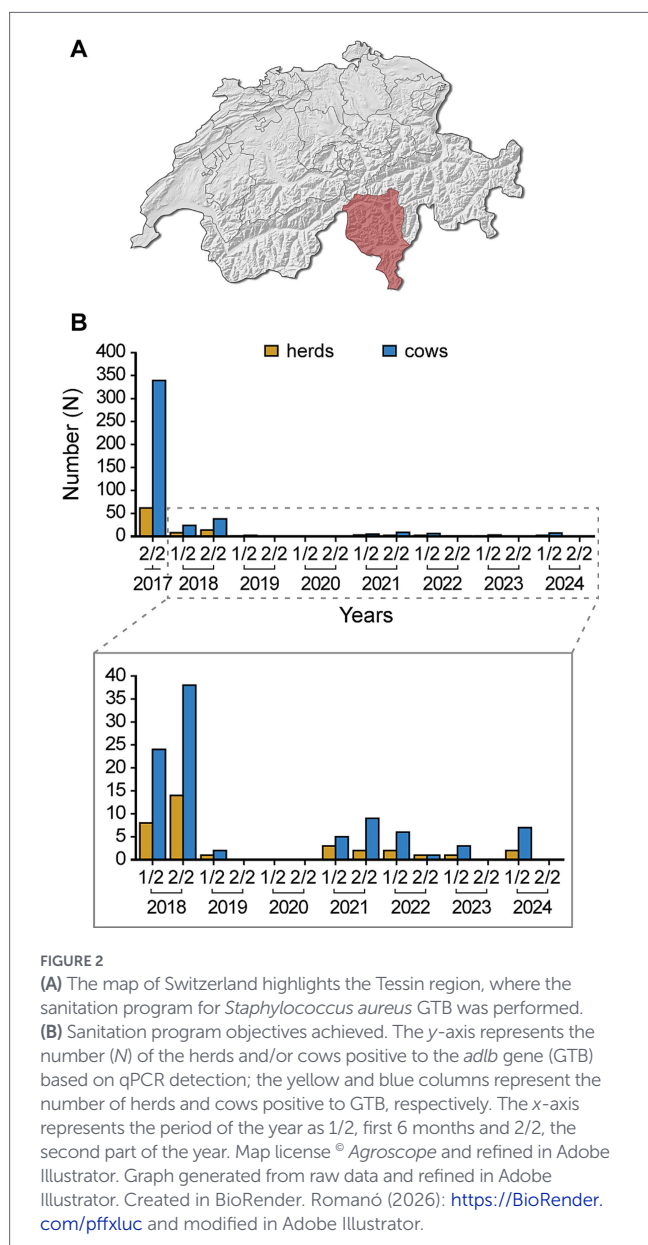 A
B
herds cows
Number (N)
400
350
300
250
200
150
100
50
0
2/2 1/2 2/2 1/2 2/2 1/2 2/2 1/2 2/2 1/2 2/2 1/2 2/2 1/2 2/2
2017 2018 2019 2020 2021 2022 2023 2024
Years
40
35
30
25
20
15
10
5
0
1/2 2/2 1/2 2/2 1/2 2/2 1/2 2/2 1/2 2/2 1/2 2/2 1/2 2/2
2018 2019 2020 2021 2022 2023 2024
FIGURE 2
(A) The map of Switzerland highlights the Tessin region, where the
sanitation program for Staphylococcus aureus GTB was performed.
(B) Sanitation program objectives achieved. The y-axis represents the
number (N) of the herds and/or cows positive to the adlb gene (GTB)
based on qPCR detection; the yellow and blue columns represent the
number of herds and cows positive to GTB, respectively. The x-axis
represents the period of the year as 1/2, first 6 months and 2/2, the
second part of the year. Map license © Agroscope and refined in Adobe
Illustrator. Graph generated from raw data and refined in Adobe
Illustrator. Created in BioRender. Romanó (2026): https://BioRender.
com/pffxluc and modified in Adobe Illustrator.